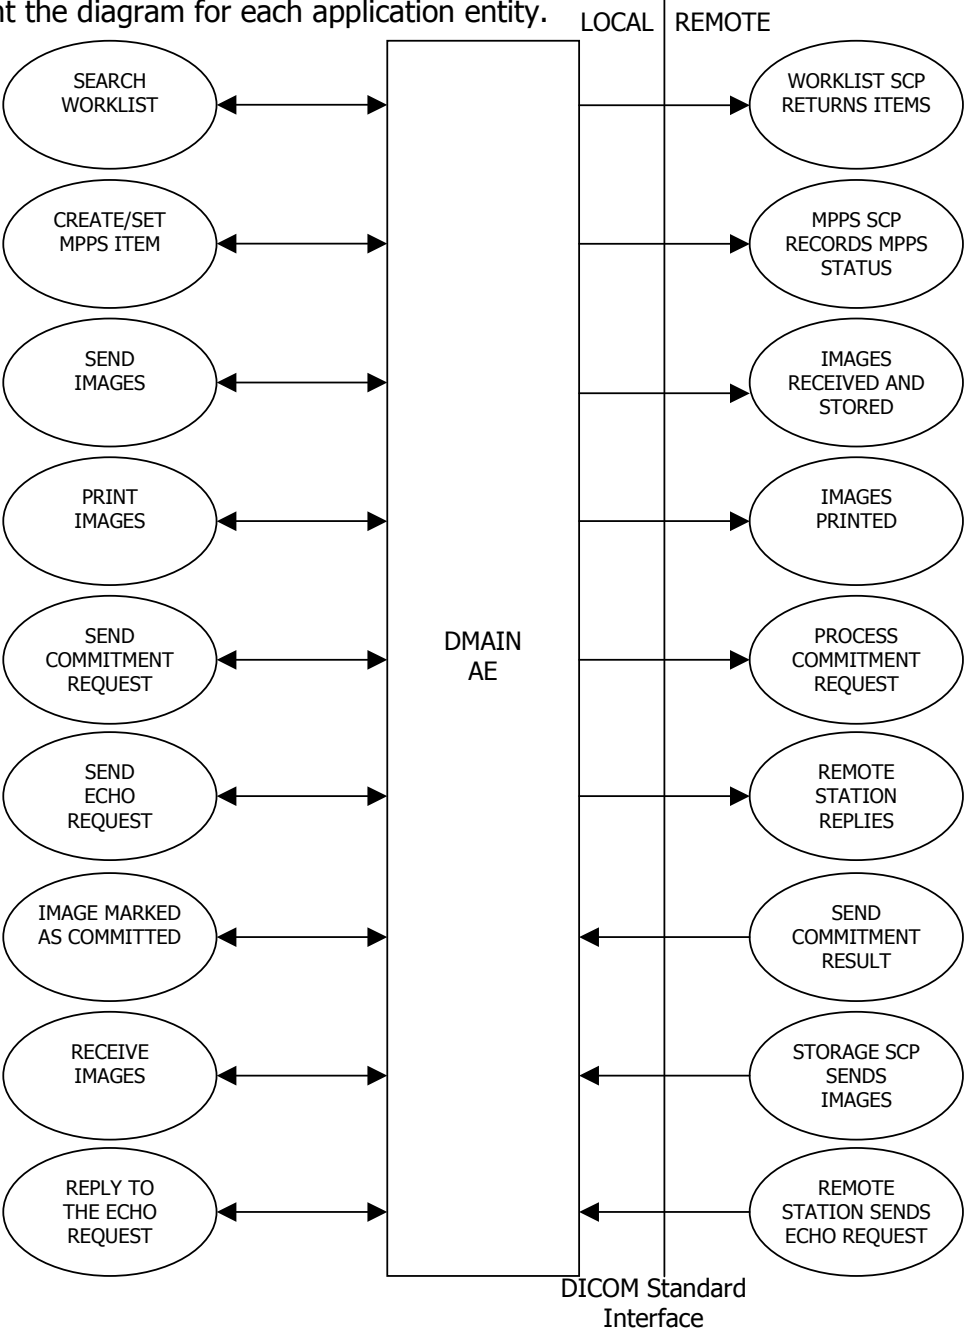 nt the diagram for each application entity.
LOCAL REMOTE
SEARCH
WORKLIST
WORKLIST SCP
RETURNS ITEMS
CREATE/SET
MPPS ITEM
MPPS SCP
RECORDS MPPS
STATUS
SEND
IMAGES
IMAGES
RECEIVED AND
STORED
PRINT
IMAGES
IMAGES
PRINTED
SEND
COMMITMENT
REQUEST
DMAIN
AE
PROCESS
COMMITMENT
REQUEST
SEND
ECHO
REQUEST
REMOTE
STATION
REPLIES
IMAGE MARKED
AS COMMITTED
SEND
COMMITMENT
RESULT
RECEIVE
IMAGES
STORAGE SCP
SENDS
IMAGES
REPLY TO
THE ECHO
REQUEST
REMOTE
STATION SENDS
ECHO REQUEST
DICOM Standard
Interface